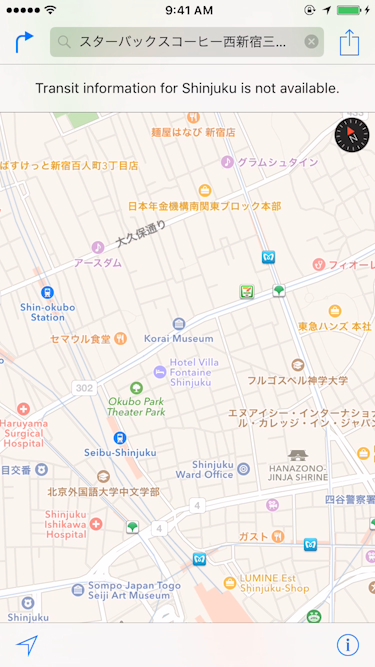 9:41 AM
スターバックスコーヒー西新宿三...
Transit information for Shinjuku is not available.
433
N
麺屋はなび 新宿店
ばすけっと新宿百人町3丁目店
グラムシュタイン
日本年金機構南関東ブロック本部
大久保通り
アースダム
フィオーレ
Shin-okubo
Station
東急ハンズ 本社
セマウル食堂
Korai Museum
Hotel Villa
Fontaine
Shinjuku
フルゴスペル神学大学
302
Okubo Park
Theater Park
Haruyama
Surgical
Hospital
エヌアイシー・インターナショ
ル・カレッジ・イン・ジャパン
Seibu-Shinjuku
目交番
Shinjuku
Ward Office
HANAZONO-
JINJA SHRINE
北京外国語大学中文学部
四谷警察署
Shinjuku
Ishikawa
Hospital
4
4
ガスト
Sompo Japan Togo
Seiji Art Museum
LUMINE Est
Shinjuku-Shop
Shinjuku